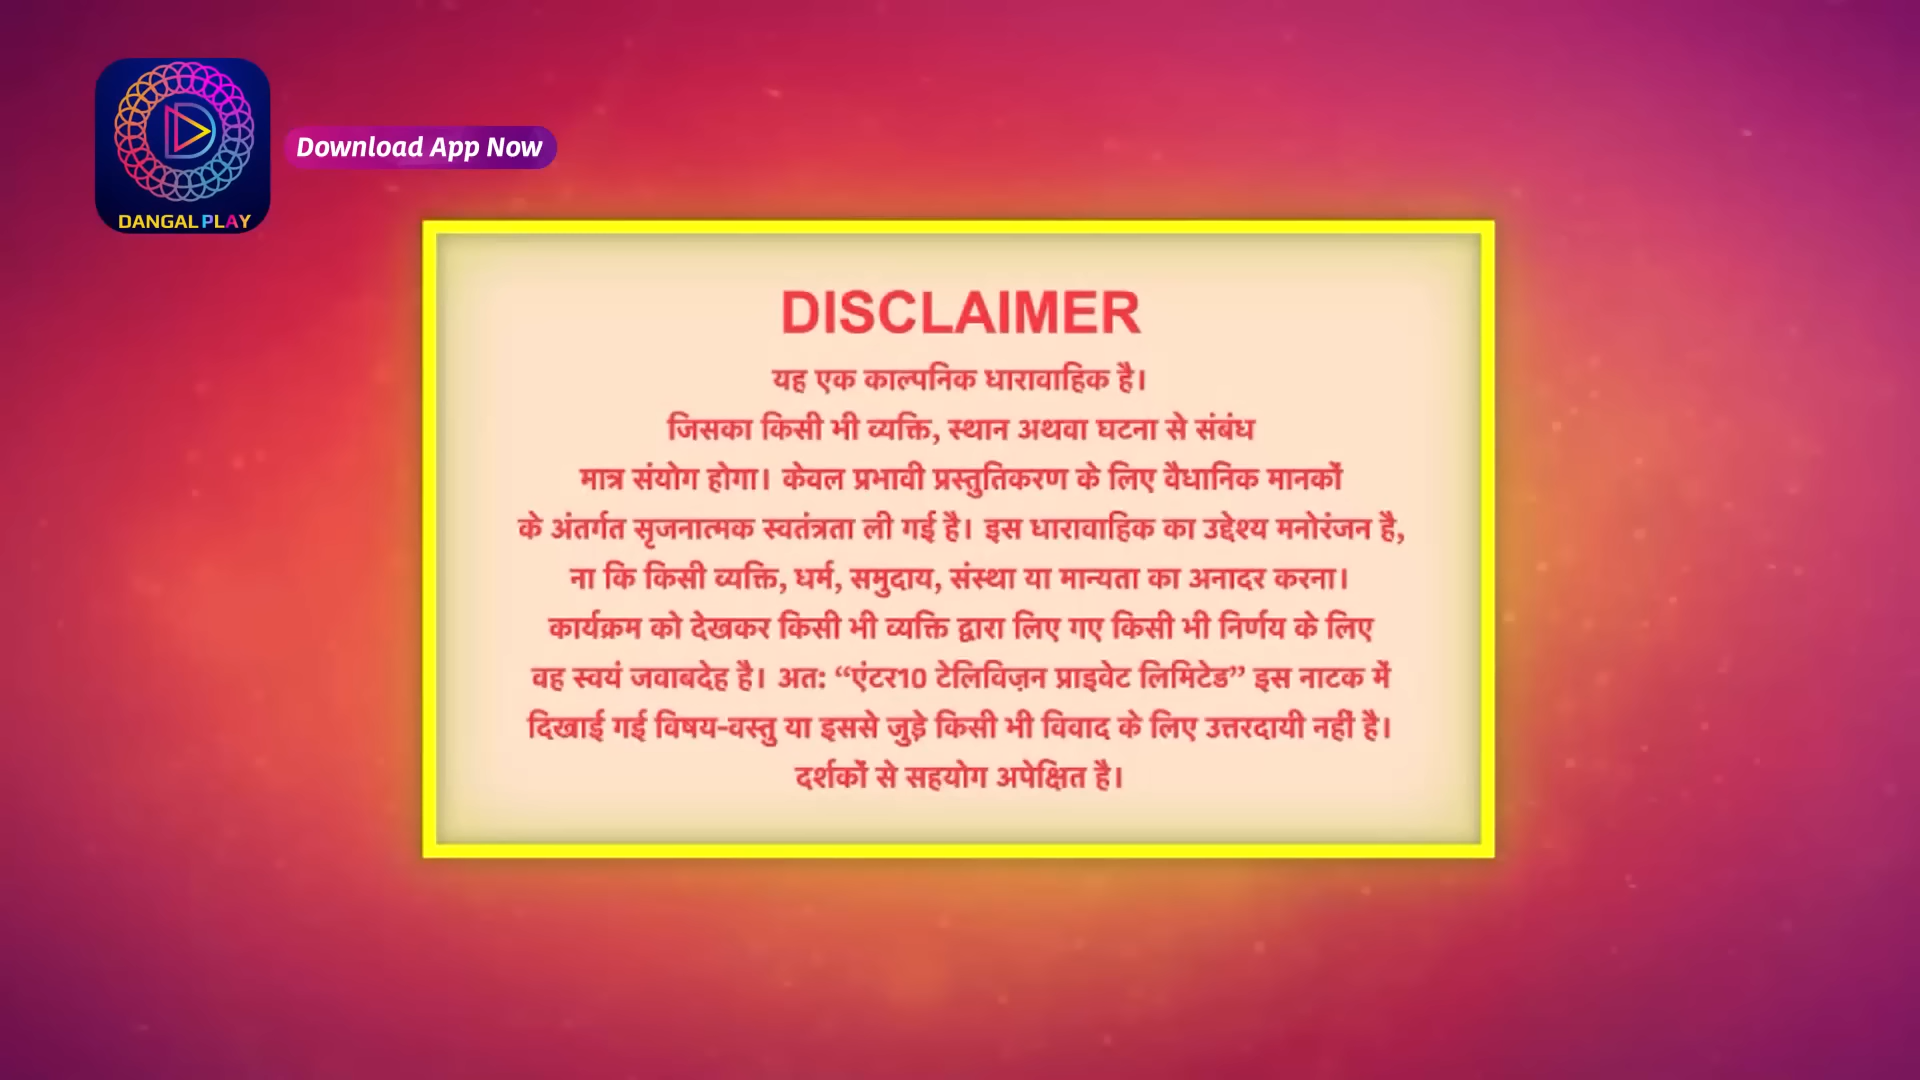 DANGAL PLAY
Download App Now
DISCLAIMER
यह एक काल्पनिक धारावाहिक है।
जिसका किसी भी व्यक्ति, स्थान अथवा घटना से संबंध
मात्र संयोग होगा। केवल प्रभावी प्रस्तुतिकरण के लिए वैधानिक मानकों
के अंतर्गत सृजनात्मक स्वतंत्रता ली गई है। इस धारावाहिक का उद्देश्य मनोरंजन है,
ना कि किसी व्यक्ति, धर्म, समुदाय, संस्था या मान्यता का अनादर करना।
कार्यक्रम को देखकर किसी भी व्यक्ति द्वारा लिए गए किसी भी निर्णय के लिए
वह स्वयं जवाबदेह है। अत: “एंटर10 टेलिविज़न प्राइवेट लिमिटेड” इस नाटक में
दिखाई गई विषय-वस्तु या इससे जुड़े किसी भी विवाद के लिए उत्तरदायी नहीं है।
दर्शकों से सहयोग अपेक्षित है।